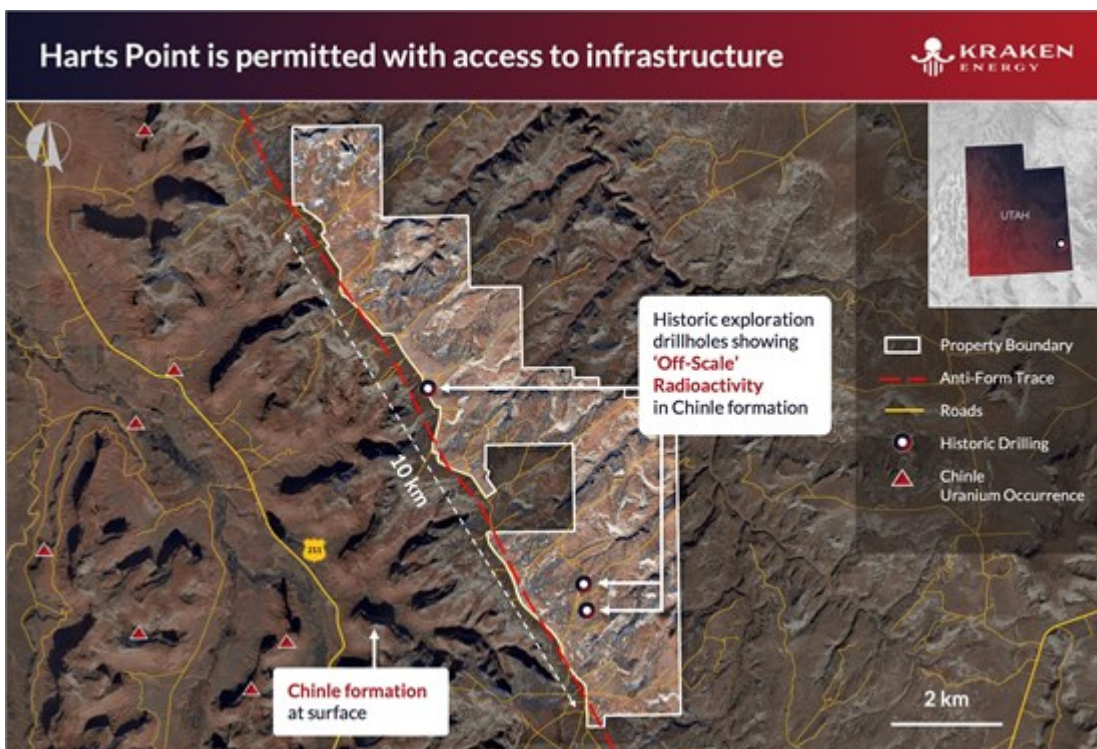 Harts Point is permitted with access to infrastructure
KRAKEN
ENERGY
UTAH
Historic exploration
drillholes showing
'Off-Scale'
Radioactivity
in Chinle formation
Property Boundary
Anti-Form Trace
Roads
Historic Drilling
Chinle
Uranium Occurrence
10 km
211
Chinle formation
at surface
2 km